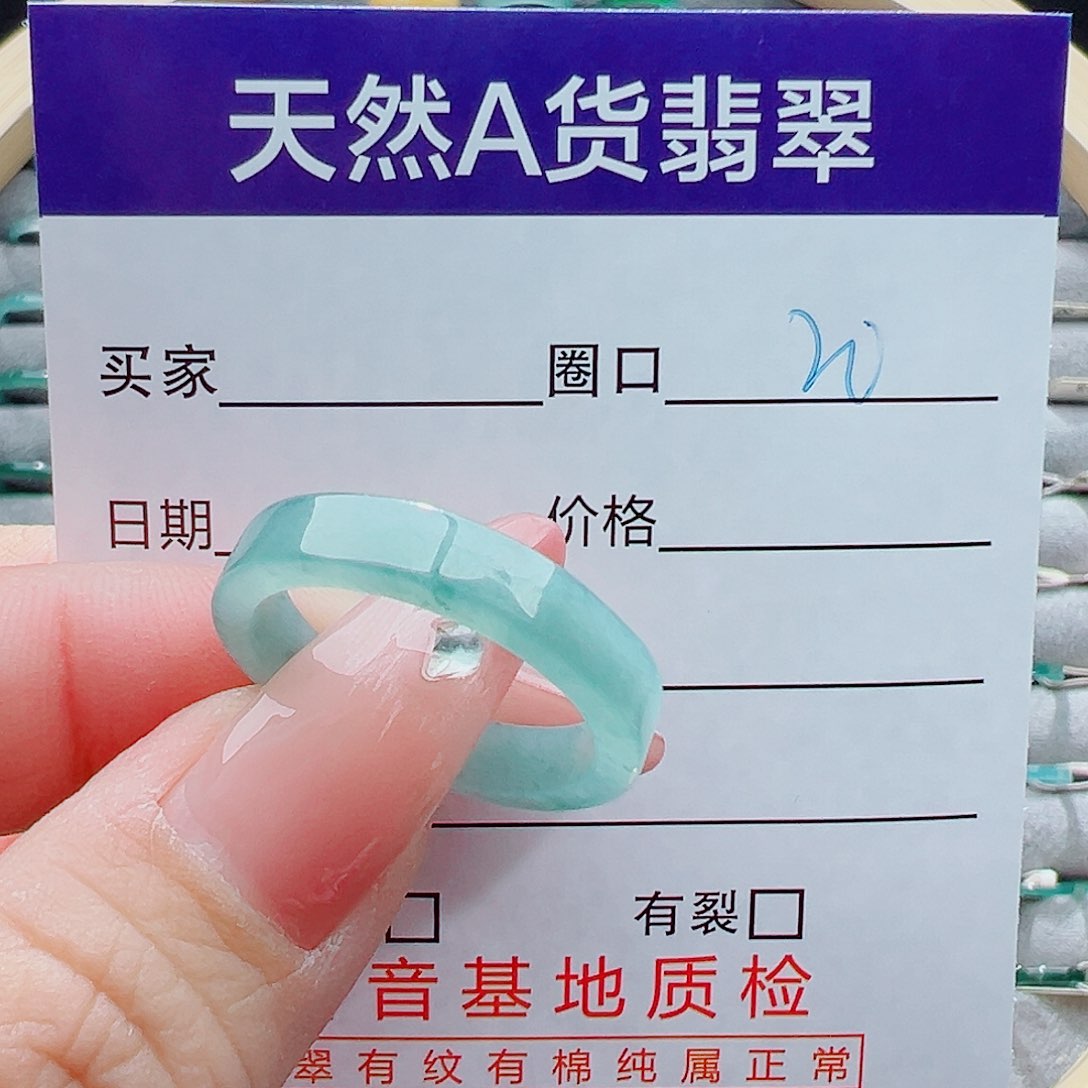 天然A货翡翠
买家 圈口 20
日期 价格
有裂
音基地质检
翠有纹有棉纯属正常